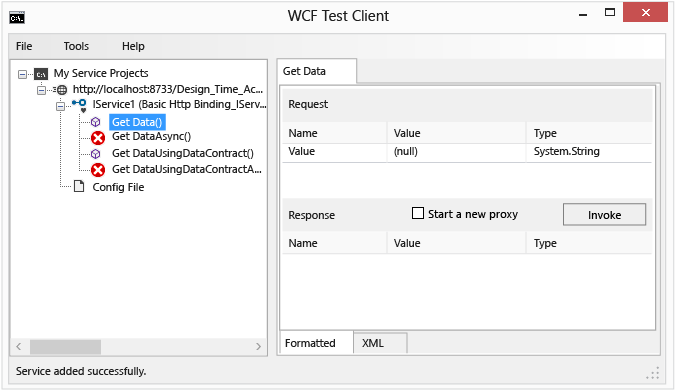 WCF Test Client
File Tools Help
My Service Projects
http://localhost:8733/Design_Time_Ac...
IService1 (Basic Http Binding_IServ...
Get Data()
Get DataAsync()
Get DataUsingDataContract()
Get DataUsingDataContractA...
Config File
Get Data
Request
Name Value Type
Value (null) System.String
Response Start a new proxy Invoke
Name Value Type
Formatted XML
Service added successfully.